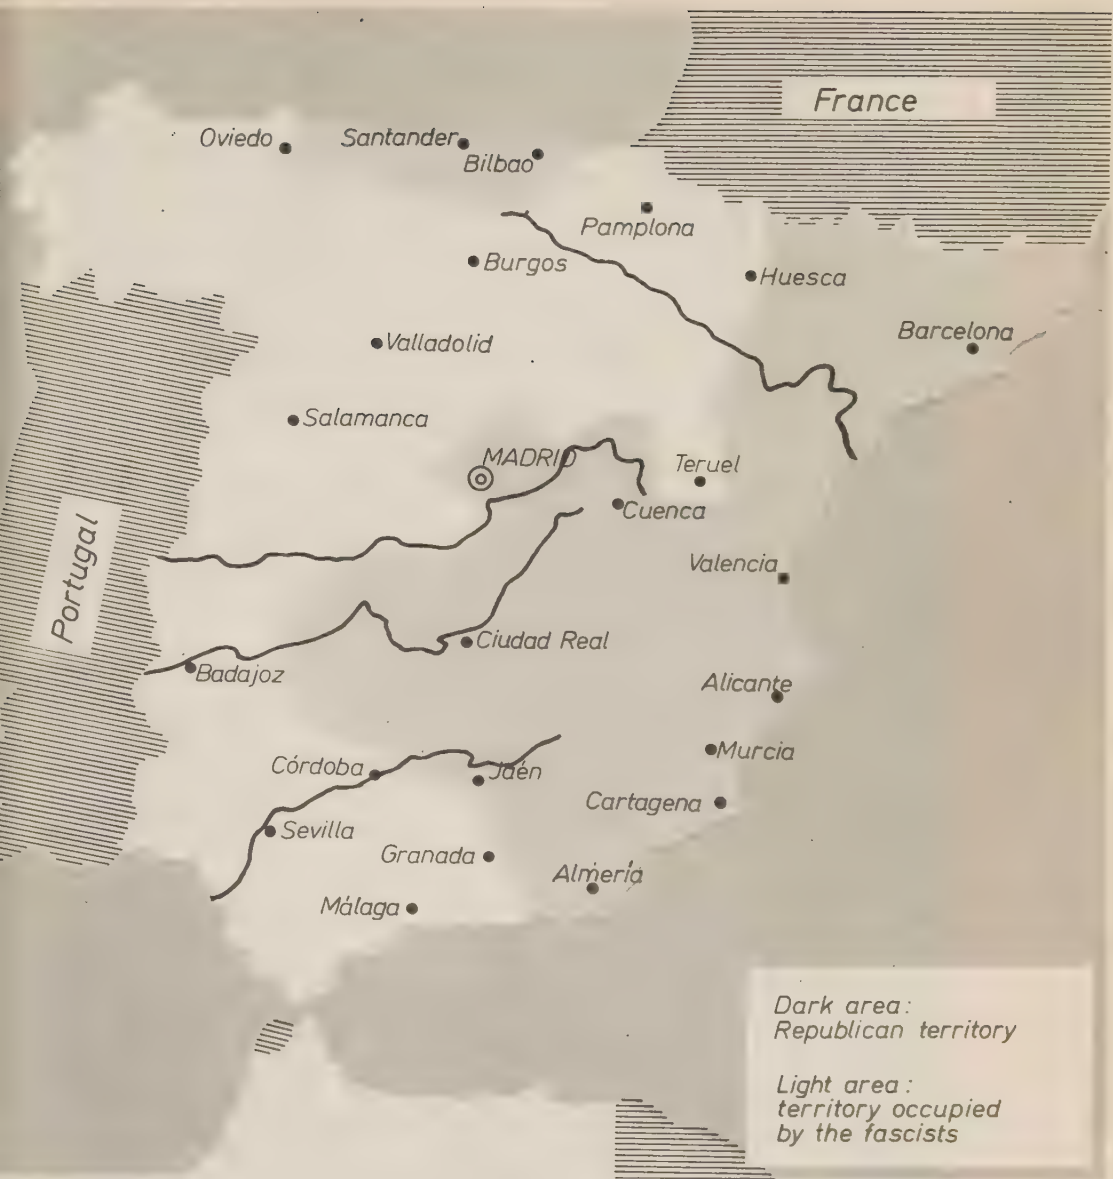 France
Oviedo
Santander
Bilbao
Pamplona
Burgos
Huesca
Barcelona
Valladolid
Salamanca
MADRID
Teruel
Cuenca
Portugal
Valencia
Ciudad Real
Badajoz
Alicante
Murcia
Córdoba
Jaén
Cartagena
Sevilla
Granada
Almería
Málaga
Dark area:
Republican territory
Light area:
territory occupied
by the fascists